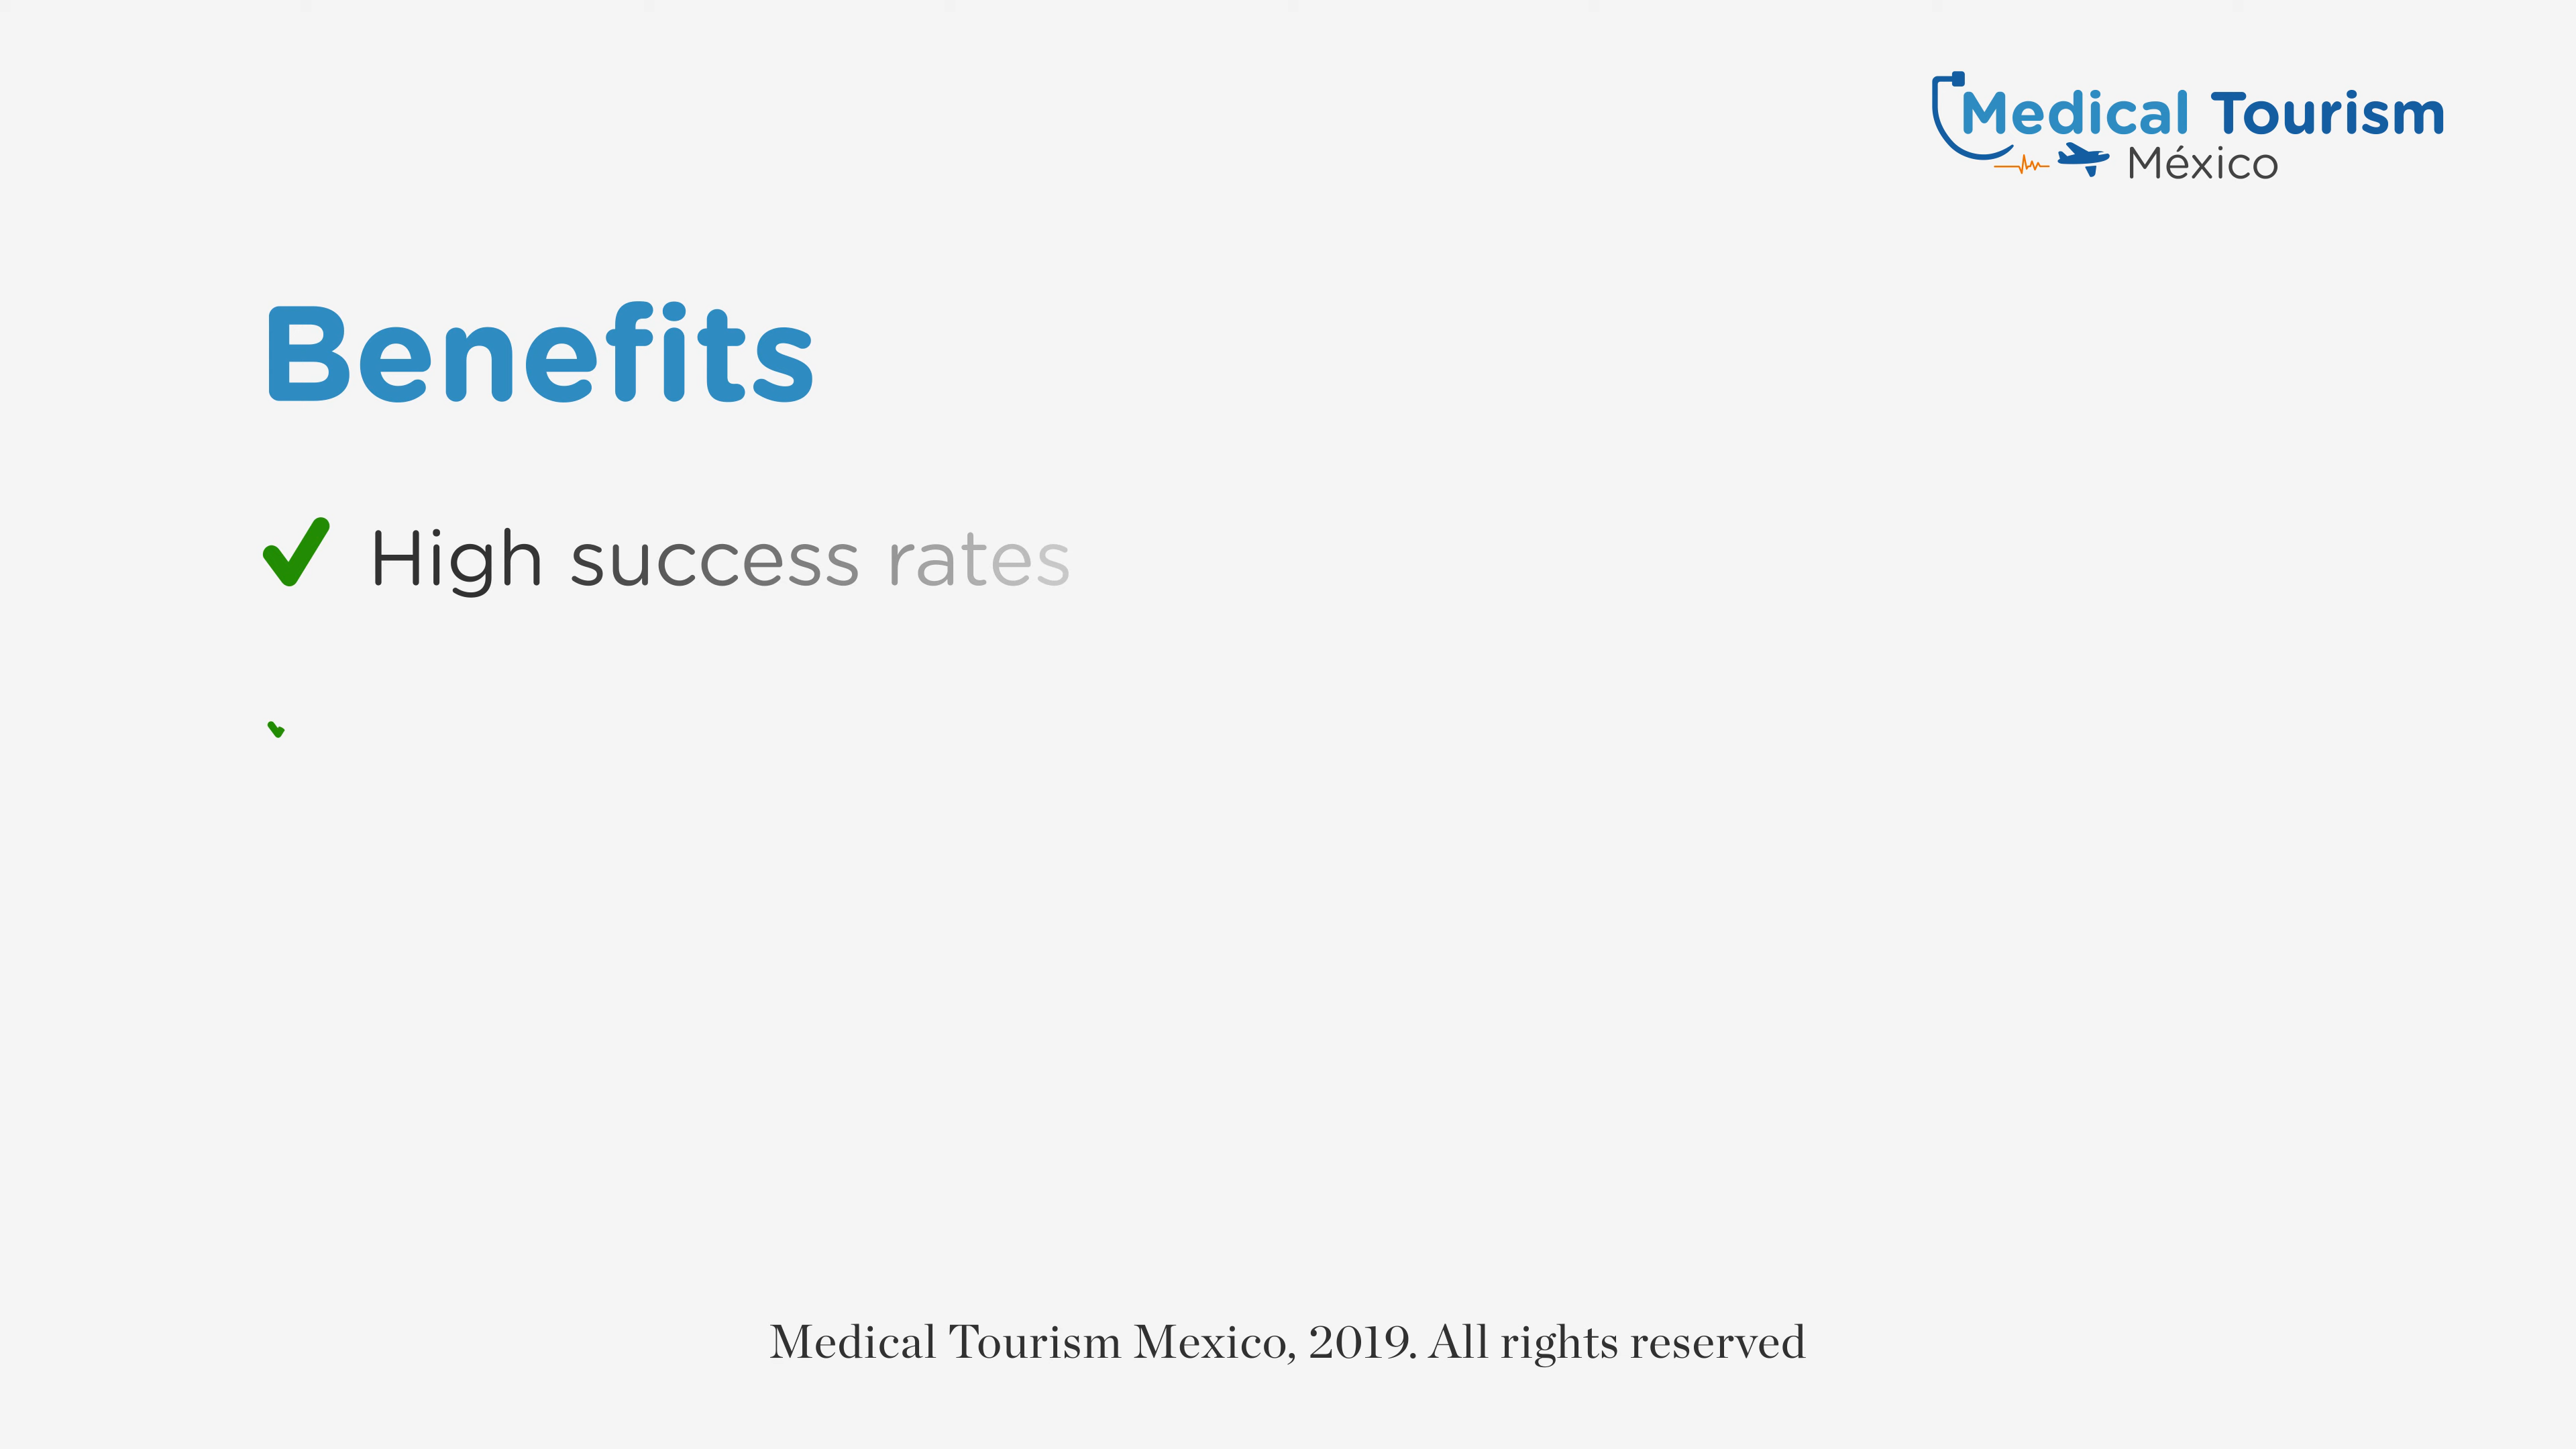 Medical Tourism
México
Benefits
High success rates
Medical Tourism Mexico, 2019. All rights reserved